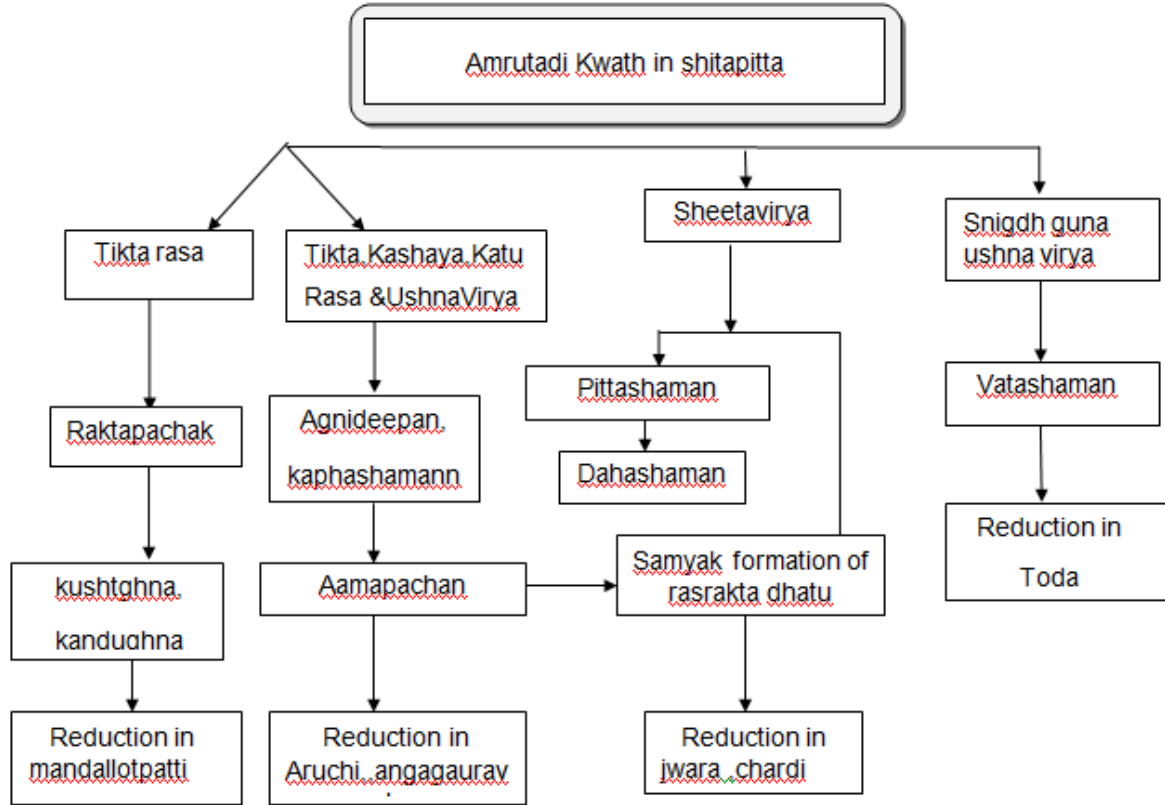 Amrutadi Kwath in shitapitta
Tikta rasa
Raktapachak
kushtghna,
kandughna
Reduction in
mandallotpatti
Tikta,Kashaya,Katu
Rasa &UshnaVirya
Agnideepan,
kaphashamann
Aamapachan
Reduction in
Aruchi,,angagaurav
Sheetavirya
Pittashaman
Dahashaman
Samyak formation of
rasrakta dhatu
Reduction in
jwara ,chardi
Snigdh guna
ushna virya
Vatashaman
Reduction in
Toda